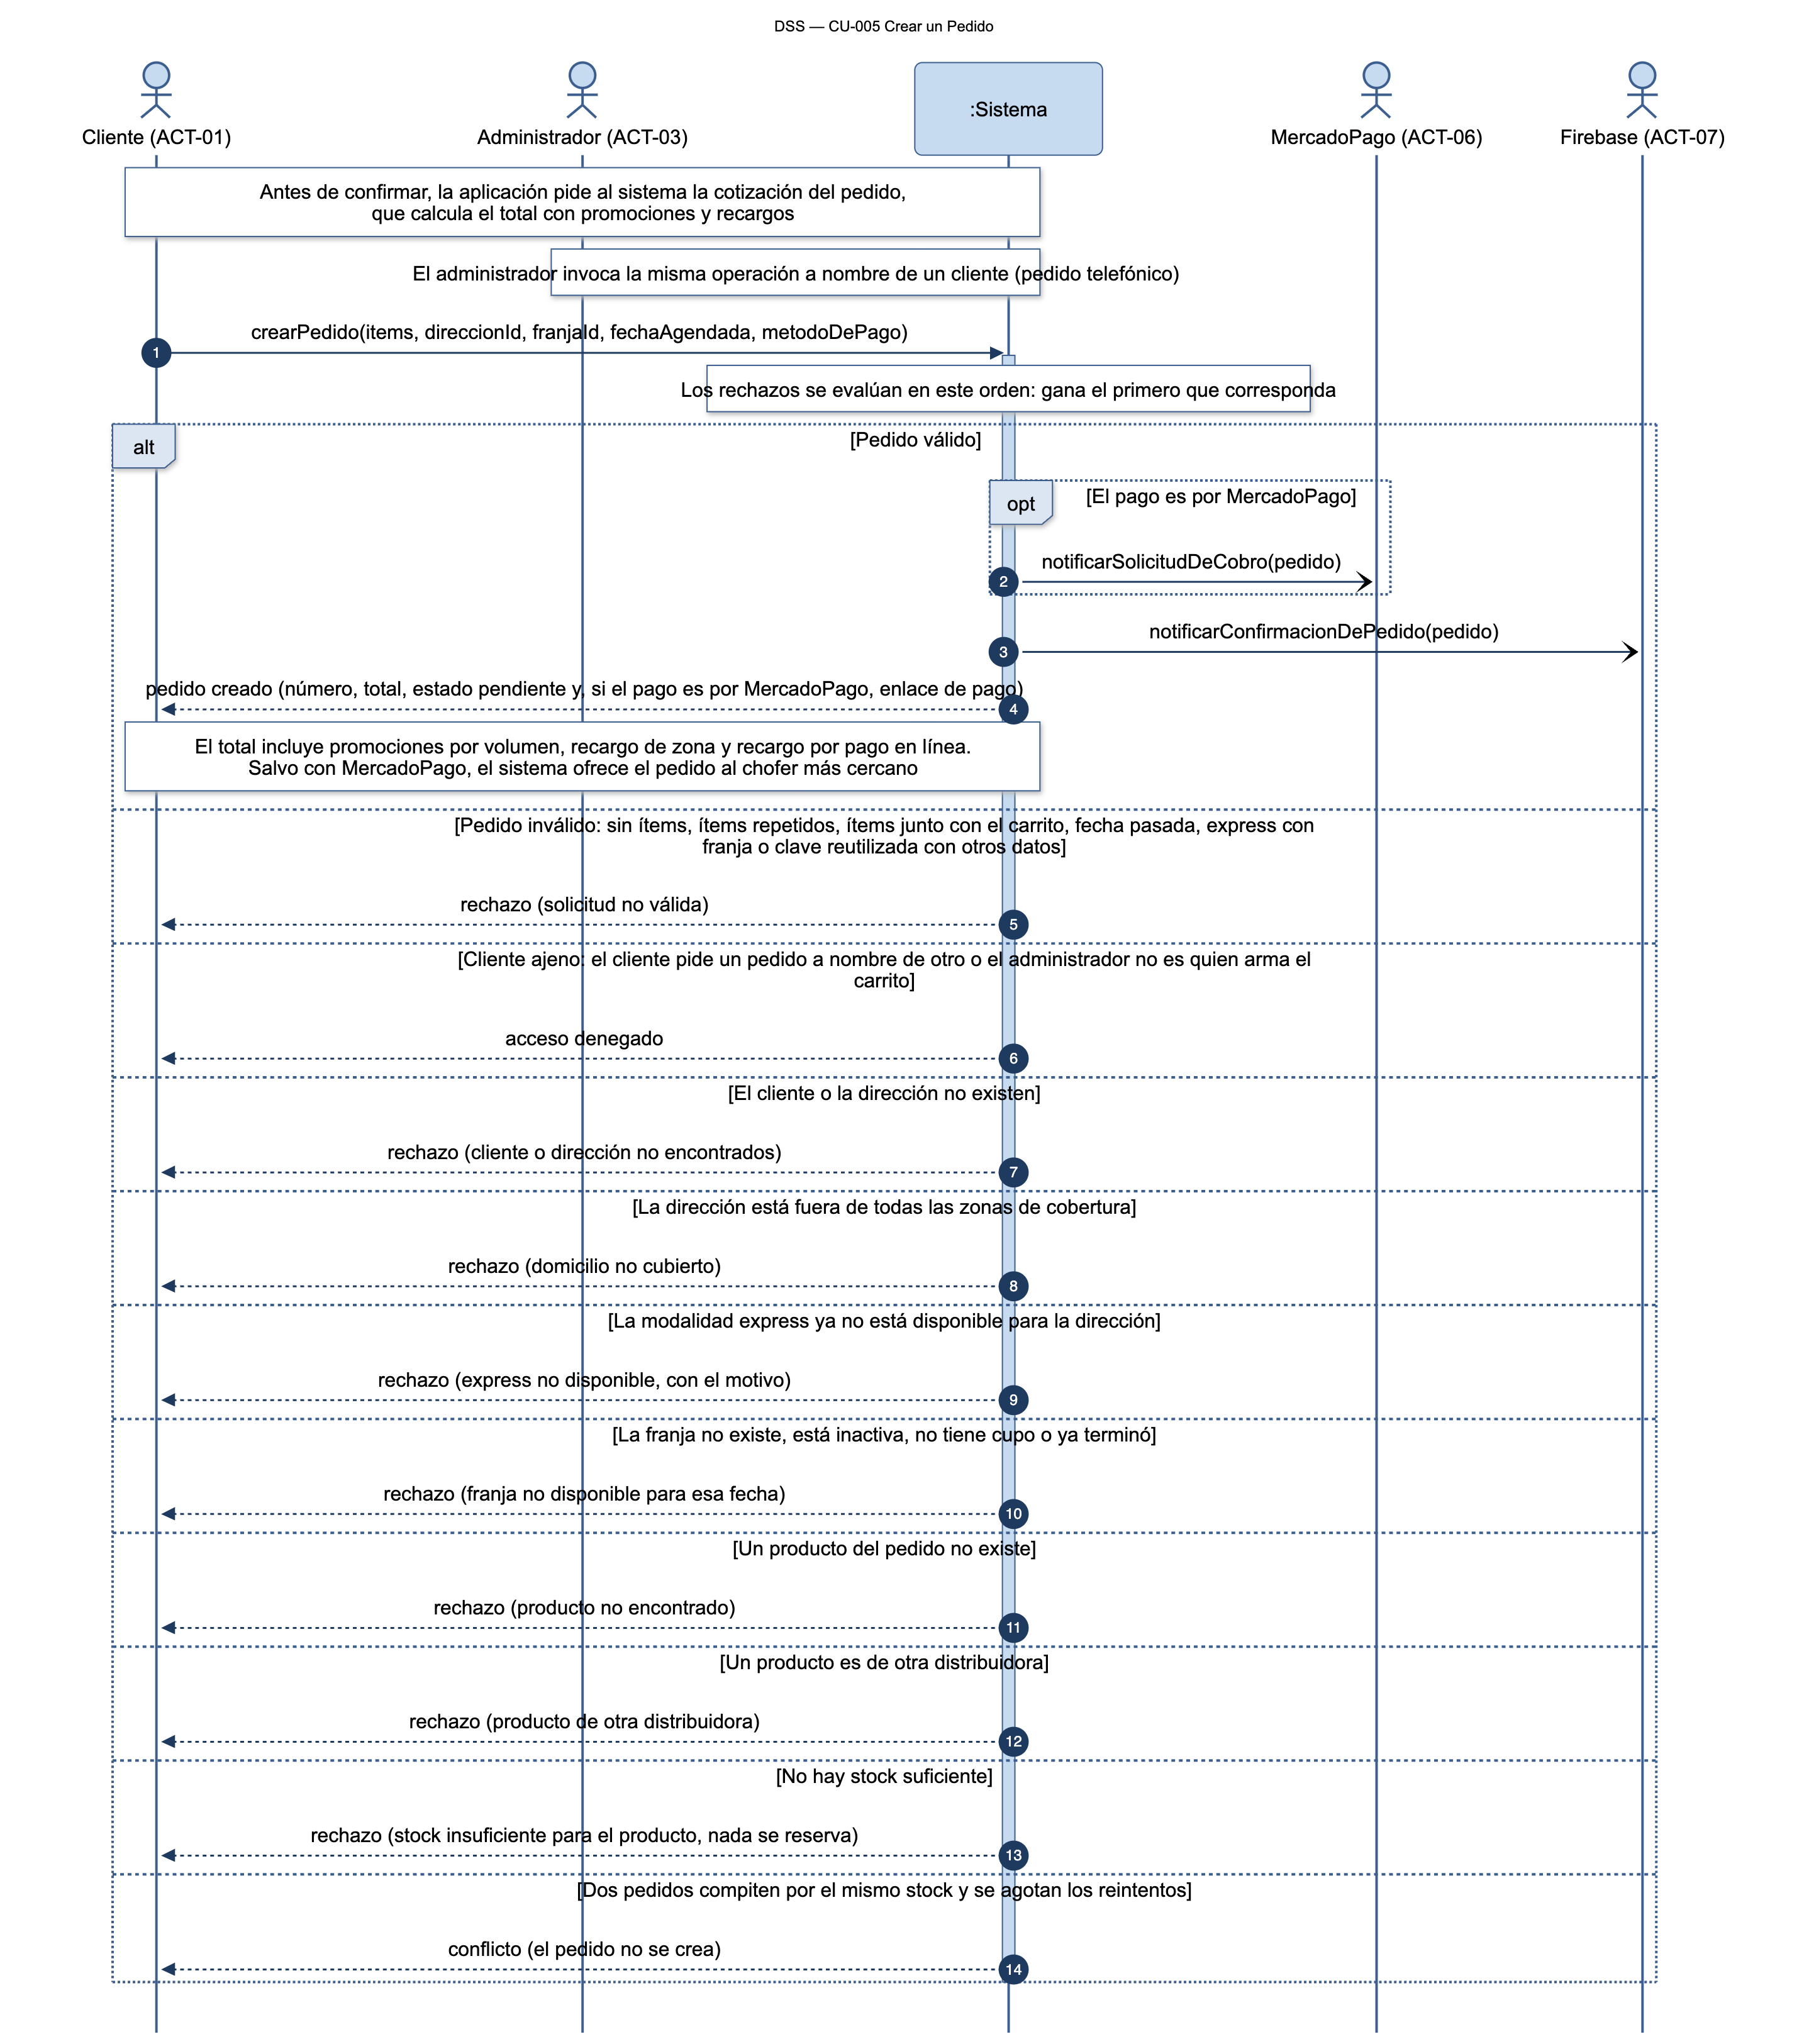 DSS — CU-005 Crear un Pedido
Cliente (ACT-01)
Administrador (ACT-03)
:Sistema
MercadoPago (ACT-06)
Firebase (ACT-07)
Antes de confirmar, la aplicación pide al sistema la cotización del pedido,
que calcula el total con promociones y recargos
El administrador invoca la misma operación a nombre de un cliente (pedido telefónico)
crearPedido(items, direccionId, franjaId, fechaAgendada, metodoDePago)
1
Los rechazos se evalúan en este orden: gana el primero que corresponda
alt
[Pedido válido]
opt
[El pago es por MercadoPago]
notificarSolicitudDeCobro(pedido)
2
notificarConfirmacionDePedido(pedido)
3
pedido creado (número, total, estado pendiente y, si el pago es por MercadoPago, enlace de pago)
4
El total incluye promociones por volumen, recargo de zona y recargo por pago en línea.
Salvo con MercadoPago, el sistema ofrece el pedido al chofer más cercano
[Pedido inválido: sin ítems, ítems repetidos, ítems junto con el carrito, fecha pasada, express con
franja o clave reutilizada con otros datos]
rechazo (solicitud no válida)
5
[Cliente ajeno: el cliente pide un pedido a nombre de otro o el administrador no es quien arma el
carrito]
acceso denegado
6
[El cliente o la dirección no existen]
rechazo (cliente o dirección no encontrados)
7
[La dirección está fuera de todas las zonas de cobertura]
rechazo (domicilio no cubierto)
8
[La modalidad express ya no está disponible para la dirección]
rechazo (express no disponible, con el motivo)
9
[La franja no existe, está inactiva, no tiene cupo o ya terminó]
rechazo (franja no disponible para esa fecha)
10
[Un producto del pedido no existe]
rechazo (producto no encontrado)
11
[Un producto es de otra distribuidora]
rechazo (producto de otra distribuidora)
12
[No hay stock suficiente]
rechazo (stock insuficiente para el producto, nada se reserva)
13
[Dos pedidos compiten por el mismo stock y se agotan los reintentos]
conflicto (el pedido no se crea)
14